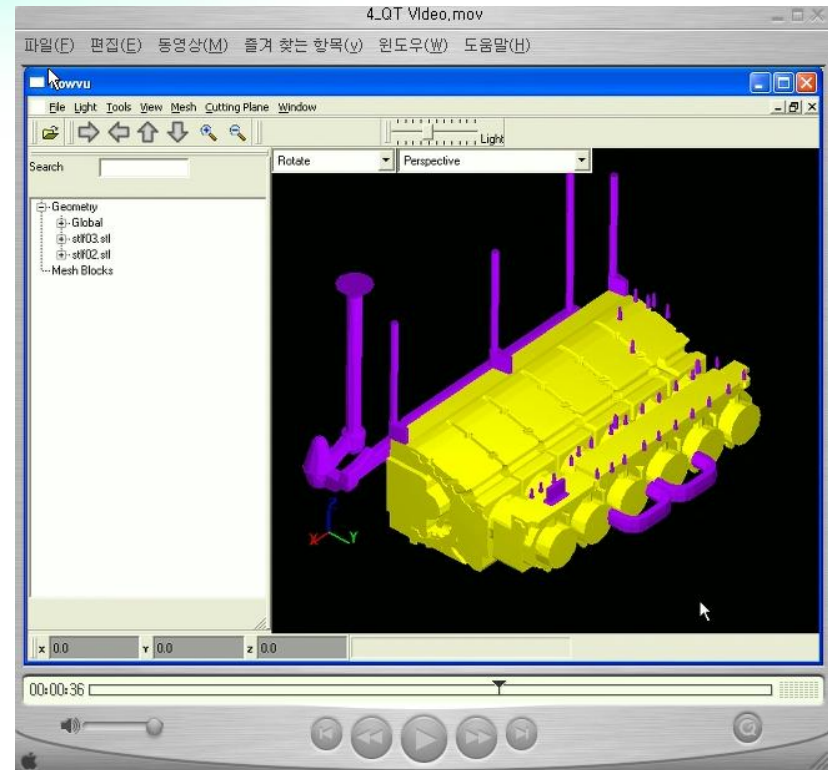 4_QT Video.mov
파일(F) 편집(E) 동영상(M) 즐겨 찾는 항목(v) 윈도우(W) 도움말(H)
Kowvu
File Light Tools View Mesh Cutting Plane Window
Light
Search
Rotate Perspective
Geometry
Global
stlf03.stl
stlf02.stl
Mesh Blocks
Z
X Y
x 0.0 Y 0.0 z 0.0
00:00:36